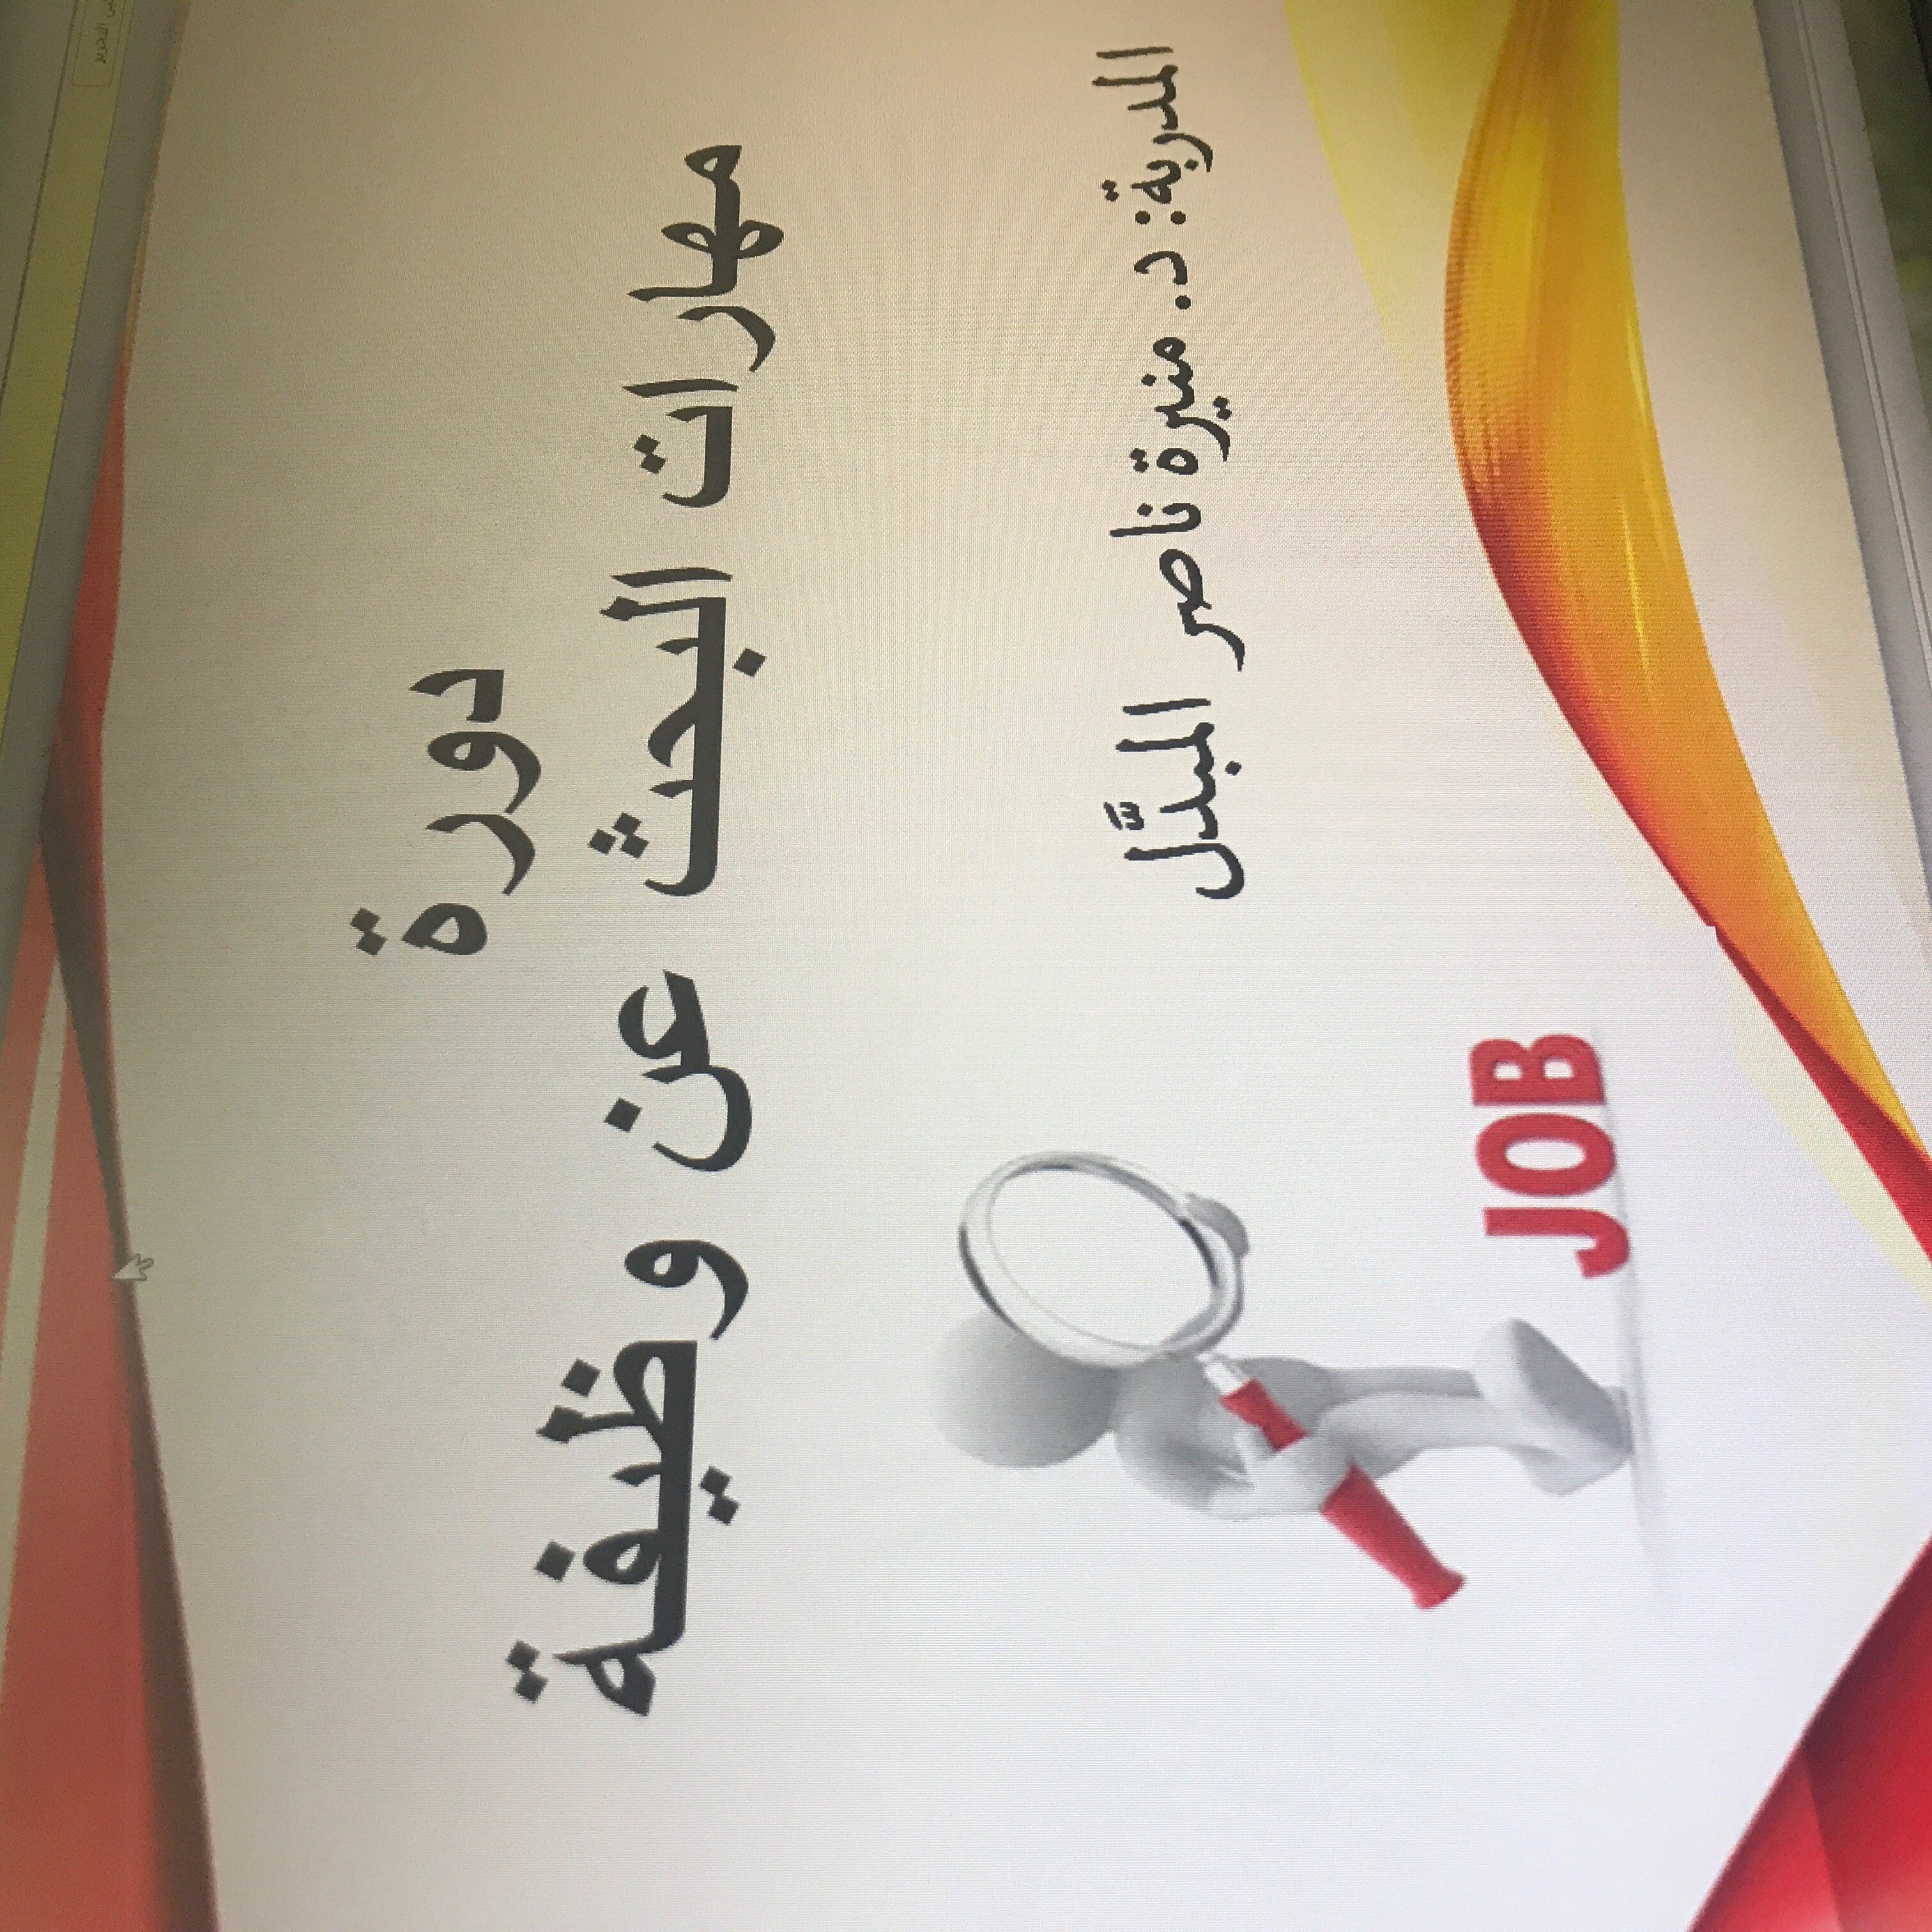 دورة
مهارات البحث عن وظيفة
المدربة: د. منيرة ناصر المبدّل
JOB